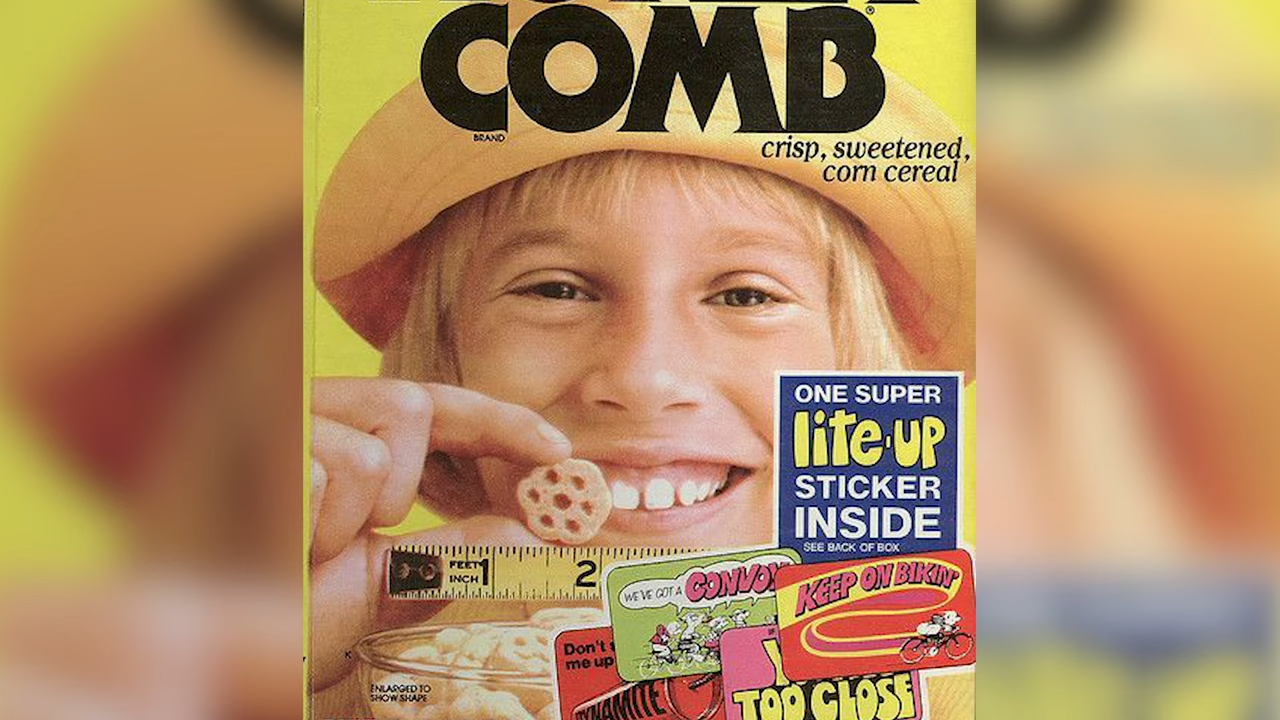 COMB
®
BRAND
crisp, sweetened,
corn cereal
ONE SUPER
lite-up
STICKER
INSIDE
SEE BACK OF BOX
FEET 1
INCH 2
WE'VE GOT A CONVOY
KEEP ON BIKIN'
Don't
me up
DYNAMITE
TOO CLOSE
K
ENLARGED TO
SHOW SHAPE